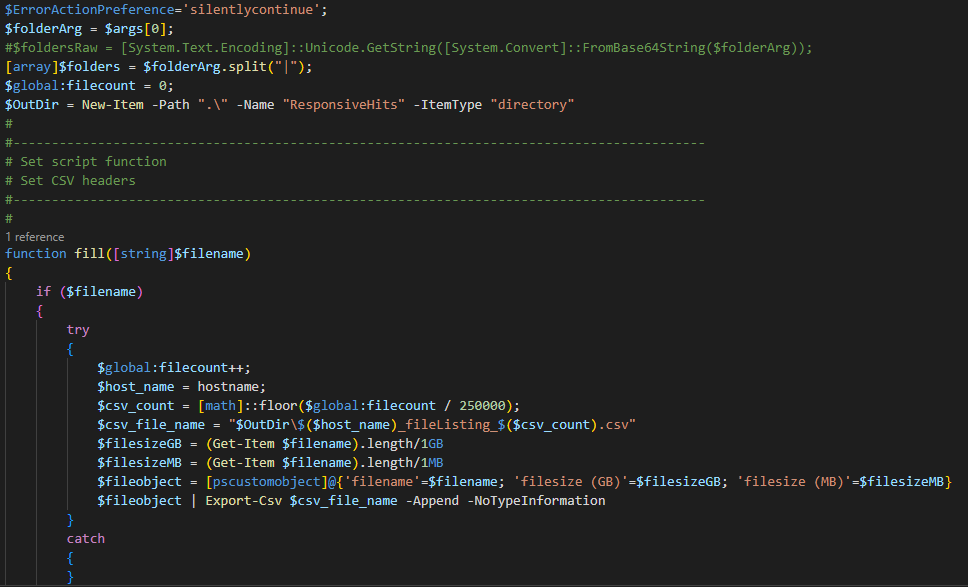 $ErrorActionPreference='silentlycontinue';
$folderArg = $args[0];
#$foldersRaw = [System.Text.Encoding]::Unicode.GetString([System.Convert]::FromBase64String($folderArg));
[array]$folders = $folderArg.split("|");
$global:filecount = 0;
$OutDir = New-Item -Path ".\" -Name "ResponsiveHits" -ItemType "directory"
#
#------------------------------------------------------------------------------------------
# Set script function
# Set CSV headers
#------------------------------------------------------------------------------------------
#
1 reference
function fill([string]$filename)
{
    if ($filename)
    {
        try
        {
            $global:filecount++;
            $host_name = hostname;
            $csv_count = [math]::floor($global:filecount / 250000);
            $csv_file_name = "$OutDir\$($host_name)_fileListing_$($csv_count).csv"
            $filesizeGB = (Get-Item $filename).length/1GB
            $filesizeMB = (Get-Item $filename).length/1MB
            $fileobject = [pscustomobject]@{'filename'=$filename; 'filesize (GB)'=$filesizeGB; 'filesize (MB)'=$filesizeMB}
            $fileobject | Export-Csv $csv_file_name -Append -NoTypeInformation
        }
        catch
        {
        }